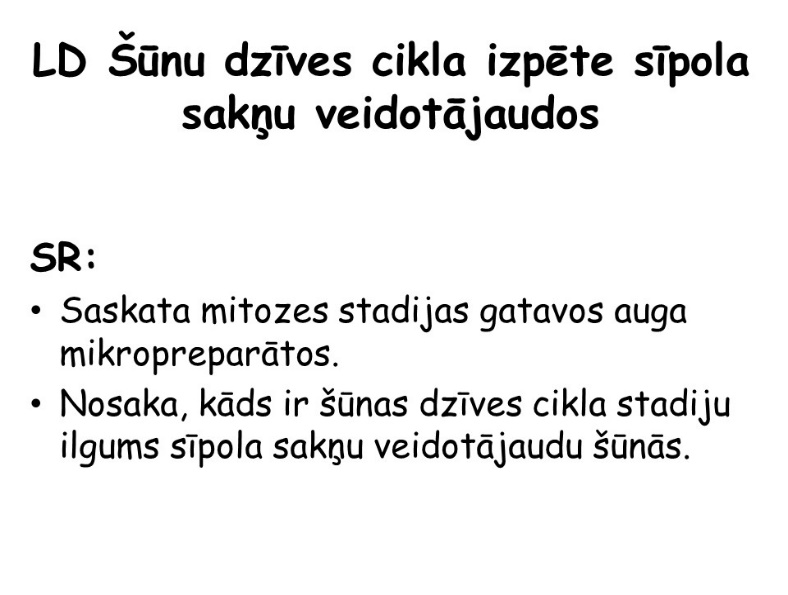 LD Šūnu dzīves cikla izpēte sīpola
sakņu veidotājaudos
SR:
• Saskata mitozes stadijas gatavos auga
mikropreparātos.
• Nosaka, kāds ir šūnas dzīves cikla stadiju
ilgums sīpola sakņu veidotājaudu šūnās.